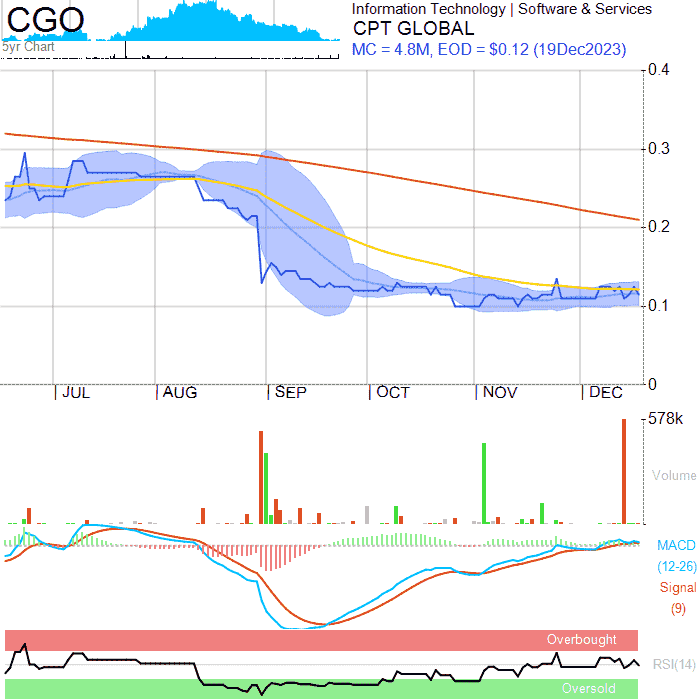 CGO
5yr Chart
Information Technology | Software & Services
CPT GLOBAL
MC = 4.8M, EOD = $0.12 (19Dec2023)
0.4
0.3
0.2
0.1
0
JUL AUG SEP OCT NOV DEC
578k
Volume
MACD
(12-26)
Signal
(9)
Overbought
RSI(14)
Oversold